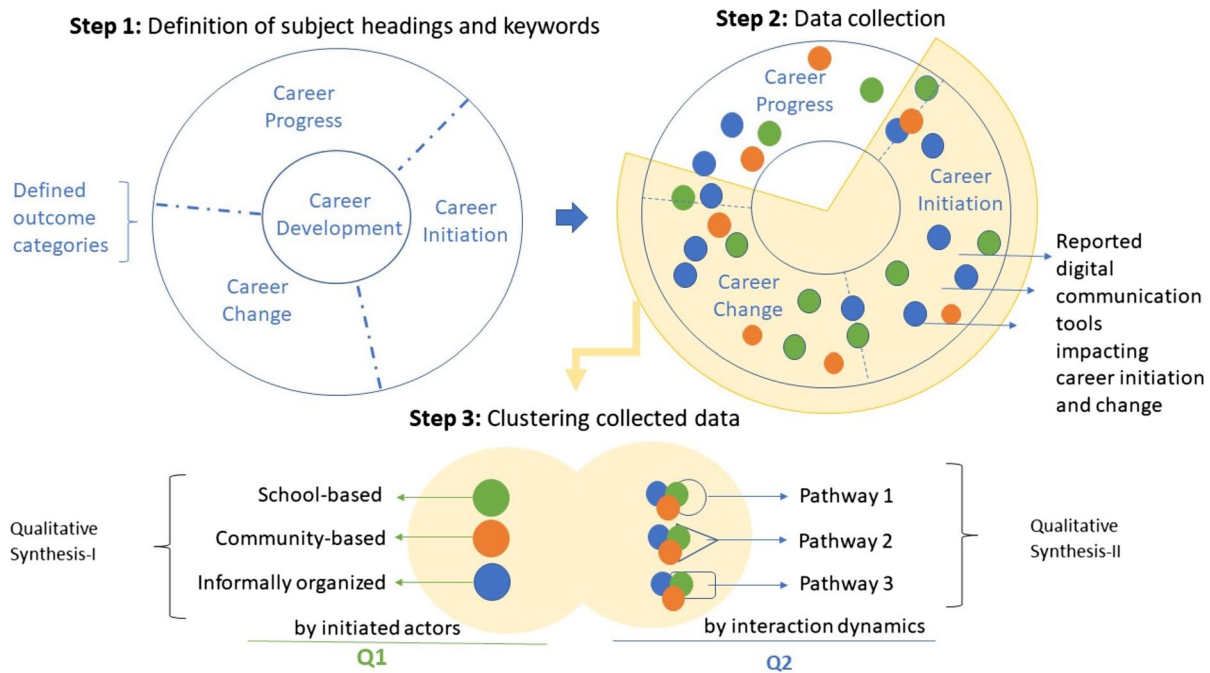 Step 1: Definition of subject headings and keywords
Career
Progress
Defined
outcome
categories
Career
Development
Career
Initiation
Career
Change
Step 2: Data collection
Career
Progress
Career
Initiation
Career
Change
Reported
digital
communication
tools
impacting
career initiation
and change
Step 3: Clustering collected data
Qualitative
Synthesis-I
School-based
Community-based
Informally organized
by initiated actors
Q1
Pathway 1
Pathway 2
Pathway 3
Qualitative
Synthesis-II
by interaction dynamics
Q2